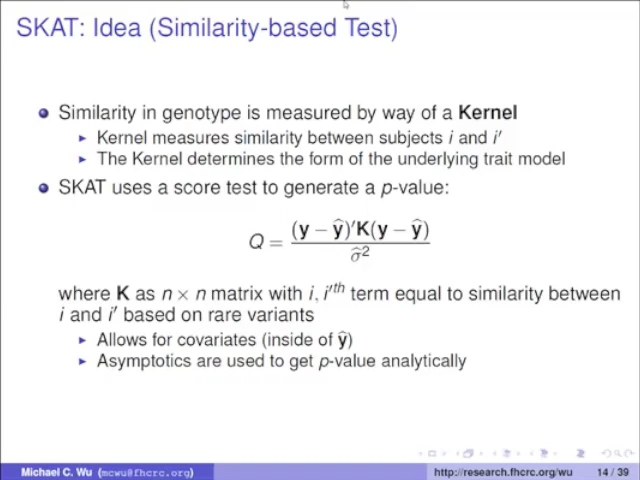 SKAT: Idea (Similarity-based Test)
Similarity in genotype is measured by way of a Kernel
Kernel measures similarity between subjects i and i′
The Kernel determines the form of the underlying trait model
SKAT uses a score test to generate a p-value:
Q = (y − ŷ)′K(y − ŷ) / σ̂²
where K as n × n matrix with i, i′th term equal to similarity between
i and i′ based on rare variants
Allows for covariates (inside of ŷ)
Asymptotics are used to get p-value analytically
Michael C. Wu (mcwu@fhcrc.org) http://research.fhcrc.org/wu 14 / 39